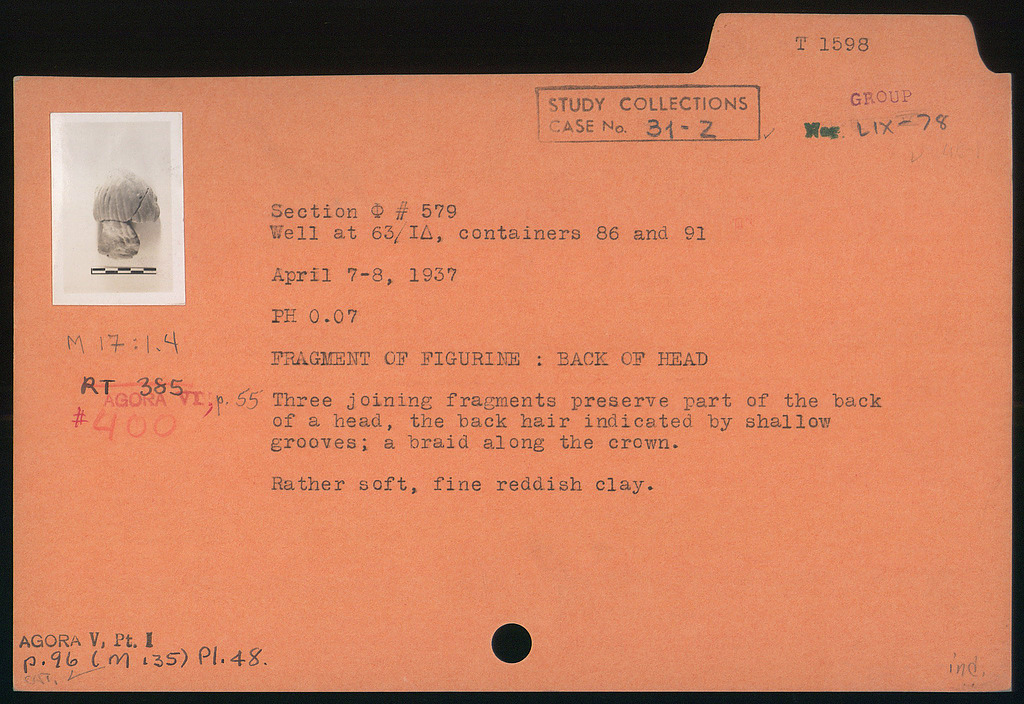 T 1598
STUDY COLLECTIONS
CASE No. 31-Z
GROUP
Neg. LIX-78
Section Φ # 579
Well at 63/ΙΔ, containers 86 and 91
April 7-8, 1937
PH 0.07
M 17:1.4
FRAGMENT OF FIGURINE : BACK OF HEAD
RT 385
AGORA VI, p. 55
#400
Three joining fragments preserve part of the back
of a head, the back hair indicated by shallow
grooves; a braid along the crown.
Rather soft, fine reddish clay.
AGORA V, Pt. I
p.96 (M 135) Pl.48.
CAT.
ind.